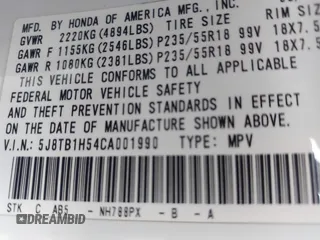 MFD. BY HONDA OF AMERICA MFG., INC.
GVWR 2220KG(4894LBS) TIRE SIZE RIM SIZE
GAWR F 1155KG(2546LBS) P235/55R18 99V 18X7.5
GAWR R 1080KG(2381LBS) P235/55R18 99V 18X7.5
THIS VEHICLE CONFORMS TO ALL APPLICABLE
FEDERAL MOTOR VEHICLE SAFETY
AND THEFT PREVENTION STANDARDS IN EFFECT
ON THE DATE OF MANUFACTURE SHOWN ABOVE.
V.I.N.: 5J8TB1H54CA001990 TYPE: MPV
STK C AB5 - NH788PX - B - A
DREAMBID